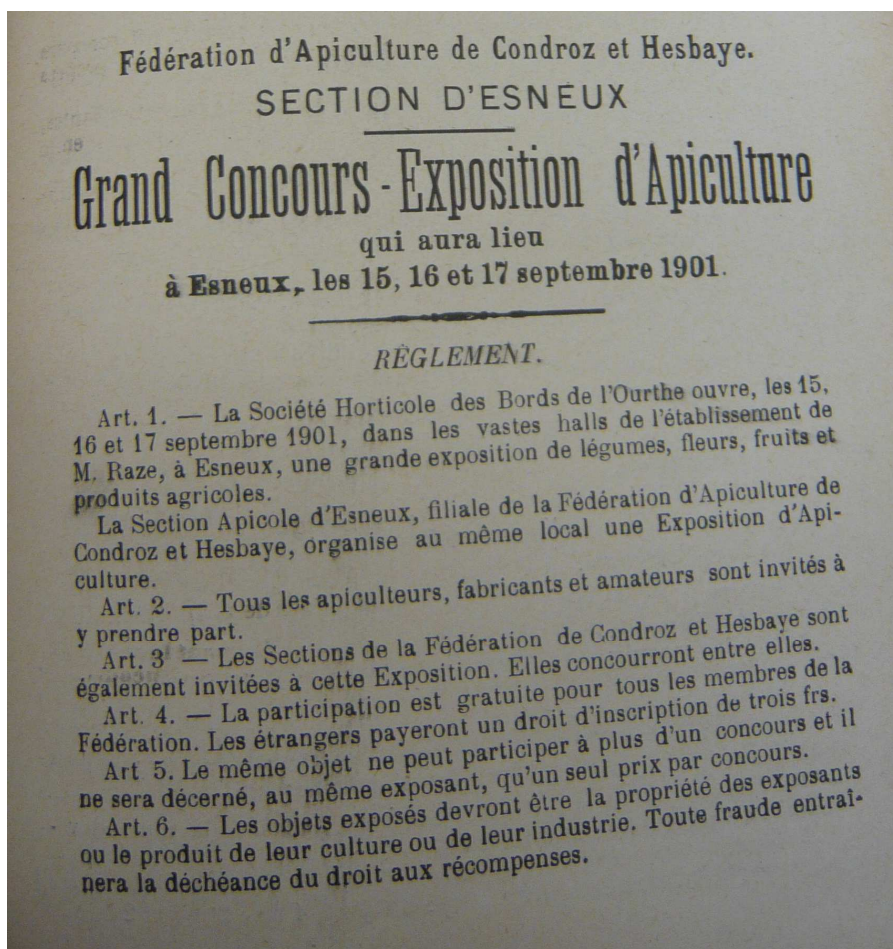 Fédération d'Apiculture de Condroz et Hesbaye.
SECTION D'ESNEUX
Grand Concours - Exposition d'Apiculture
qui aura lieu
à Esneux, les 15, 16 et 17 septembre 1901.
RÈGLEMENT.
Art. 1. — La Société Horticole des Bords de l'Ourthe ouvre, les 15,
16 et 17 septembre 1901, dans les vastes halls de l'établissement de
M. Raze, à Esneux, une grande exposition de légumes, fleurs, fruits et
produits agricoles.
La Section Apicole d'Esneux, filiale de la Fédération d'Apiculture de
Condroz et Hesbaye, organise au même local une Exposition d'Api-
culture.
Art. 2. — Tous les apiculteurs, fabricants et amateurs sont invités à
y prendre part.
Art. 3 — Les Sections de la Fédération de Condroz et Hesbaye sont
également invitées à cette Exposition. Elles concourront entre elles.
Art. 4. — La participation est gratuite pour tous les membres de la
Fédération. Les étrangers payeront un droit d'inscription de trois frs.
Art 5. Le même objet ne peut participer à plus d'un concours et il
ne sera décerné, au même exposant, qu'un seul prix par concours.
Art. 6. — Les objets exposés devront être la propriété des exposants
ou le produit de leur culture ou de leur industrie. Toute fraude entraî-
nera la déchéance du droit aux récompenses.